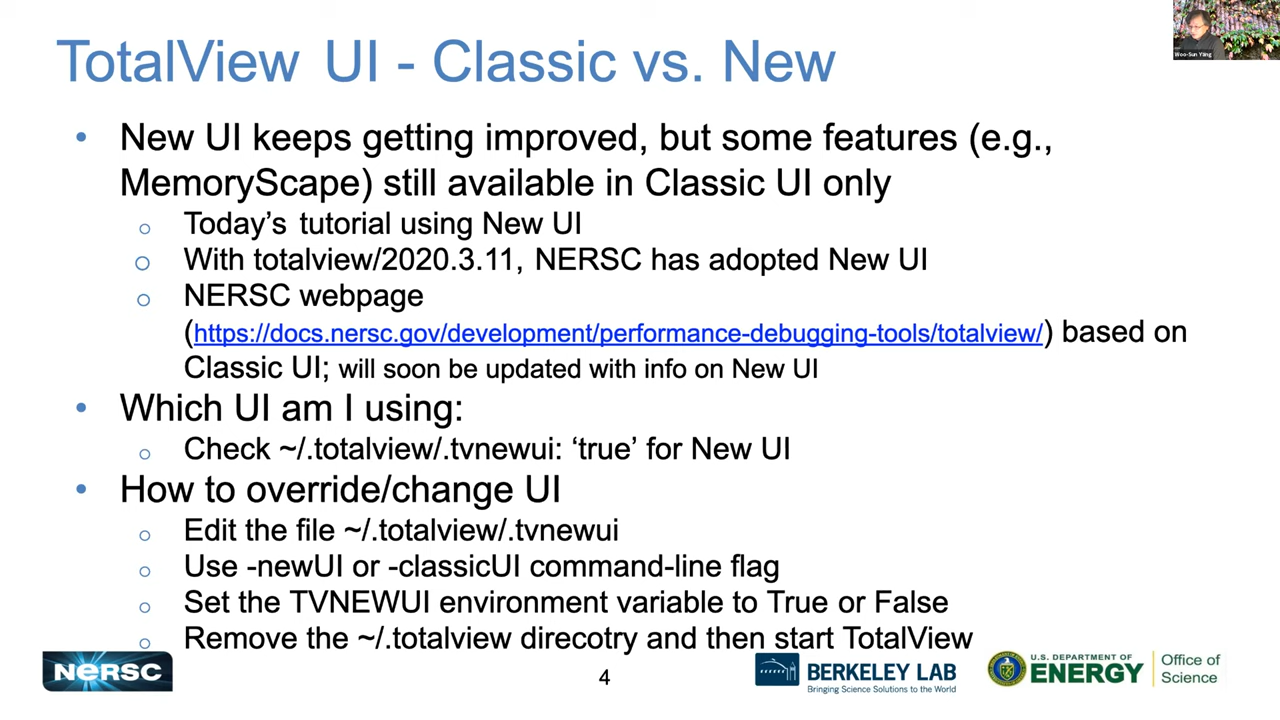 TotalView UI - Classic vs. New
Woo-Sun Yang
• New UI keeps getting improved, but some features (e.g.,
MemoryScape) still available in Classic UI only
o Today's tutorial using New UI
o With totalview/2020.3.11, NERSC has adopted New UI
o NERSC webpage
(https://docs.nersc.gov/development/performance-debugging-tools/totalview/) based on
Classic UI; will soon be updated with info on New UI
• Which UI am I using:
o Check ~/.totalview/.tvnewui: ‘true’ for New UI
• How to override/change UI
o Edit the file ~/.totalview/.tvnewui
o Use -newUI or -classicUI command-line flag
o Set the TVNEWUI environment variable to True or False
o Remove the ~/.totalview direcotry and then start TotalView
NERSC
4
BERKELEY LAB
Bringing Science Solutions to the World
U.S. DEPARTMENT OF
ENERGY
Office of
Science